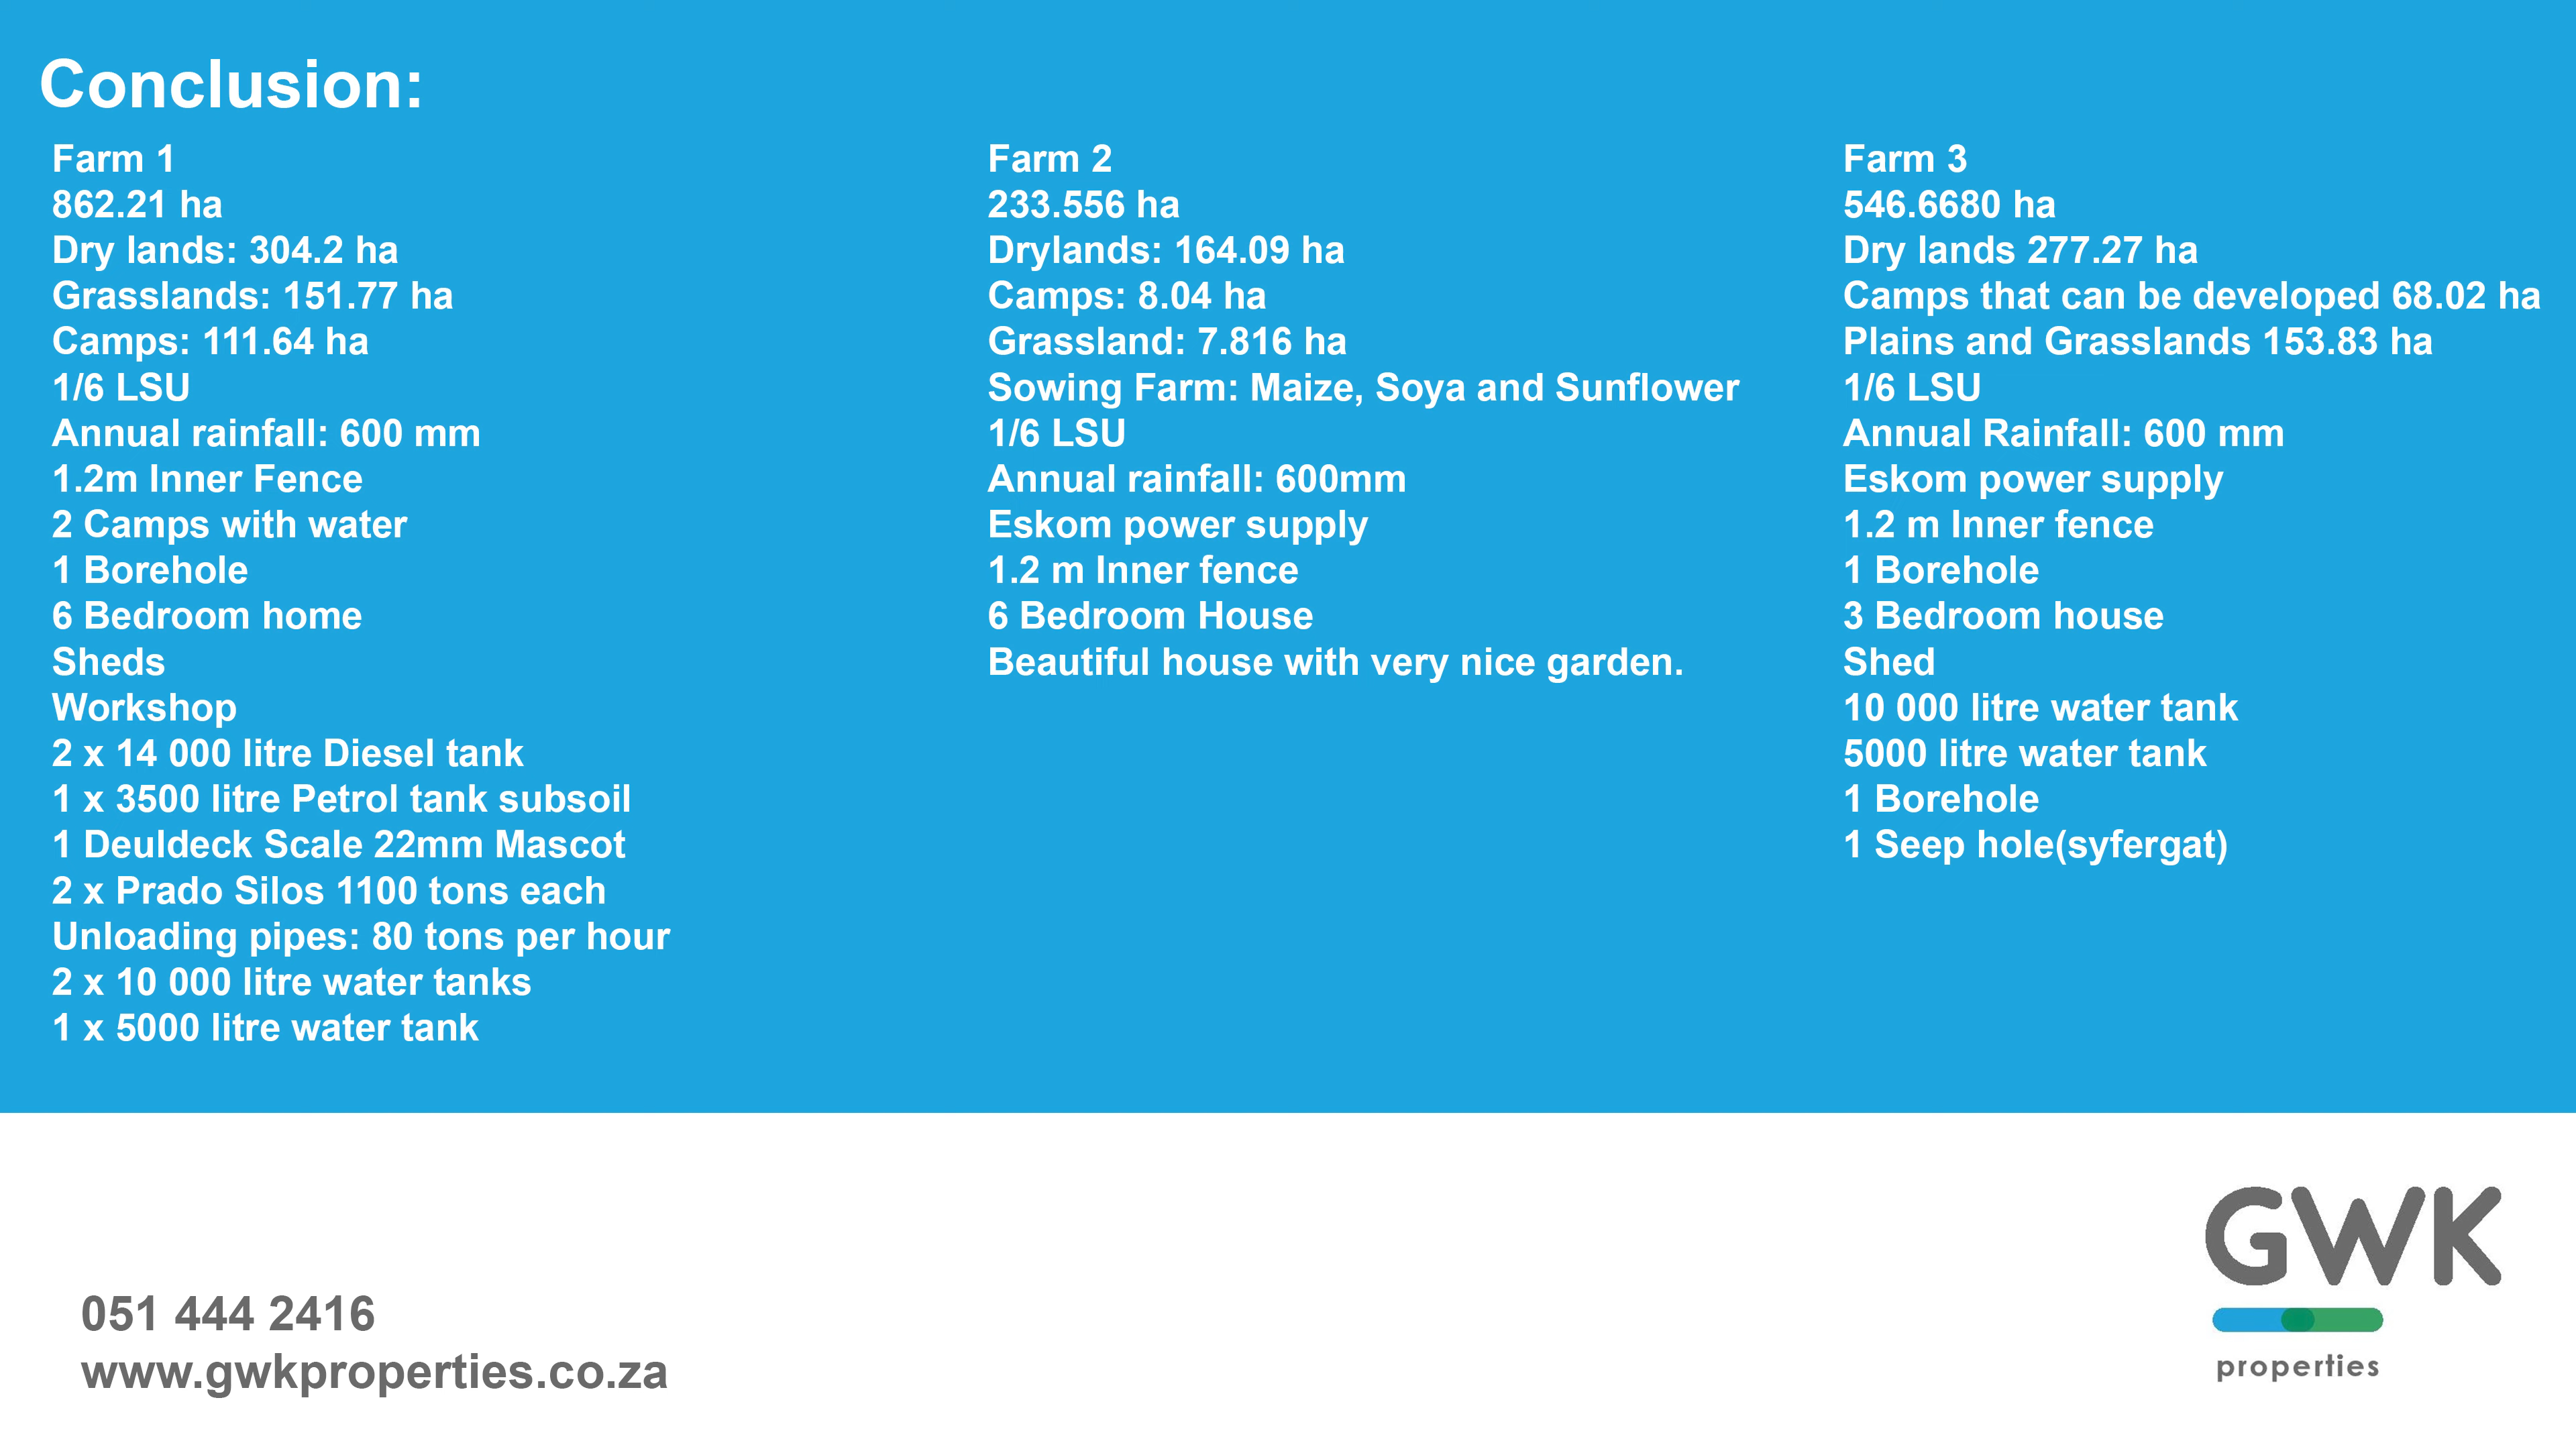 Conclusion:
Farm 1
862.21 ha
Dry lands: 304.2 ha
Grasslands: 151.77 ha
Camps: 111.64 ha
1/6 LSU
Annual rainfall: 600 mm
1.2m Inner Fence
2 Camps with water
1 Borehole
6 Bedroom home
Sheds
Workshop
2 x 14 000 litre Diesel tank
1 x 3500 litre Petrol tank subsoil
1 Deuldeck Scale 22mm Mascot
2 x Prado Silos 1100 tons each
Unloading pipes: 80 tons per hour
2 x 10 000 litre water tanks
1 x 5000 litre water tank
Farm 2
233.556 ha
Drylands: 164.09 ha
Camps: 8.04 ha
Grassland: 7.816 ha
Sowing Farm: Maize, Soya and Sunflower
1/6 LSU
Annual rainfall: 600mm
Eskom power supply
1.2 m Inner fence
6 Bedroom House
Beautiful house with very nice garden.
Farm 3
546.6680 ha
Dry lands 277.27 ha
Camps that can be developed 68.02 ha
Plains and Grasslands 153.83 ha
1/6 LSU
Annual Rainfall: 600 mm
Eskom power supply
1.2 m Inner fence
1 Borehole
3 Bedroom house
Shed
10 000 litre water tank
5000 litre water tank
1 Borehole
1 Seep hole(syfergat)
051 444 2416
www.gwkproperties.co.za
GWK
properties